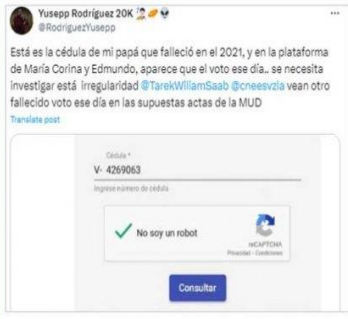 Yusepp Rodríguez 20K
@RodriguezYusepp
Está es la cédula de mi papá que falleció en el 2021, y en la plataforma
de María Corina y Edmundo, aparece que el voto ese día.. se necesita
investigar está irregularidad @TarekWiliamSaab @cneesvzla vean otro
fallecido voto ese día en las supuestas actas de la MUD
Translate post
Cédula *
V- 4269063
Ingrese número de cédula
No soy un robot
reCAPTCHA
Privacidad - Condiciones
Consultar